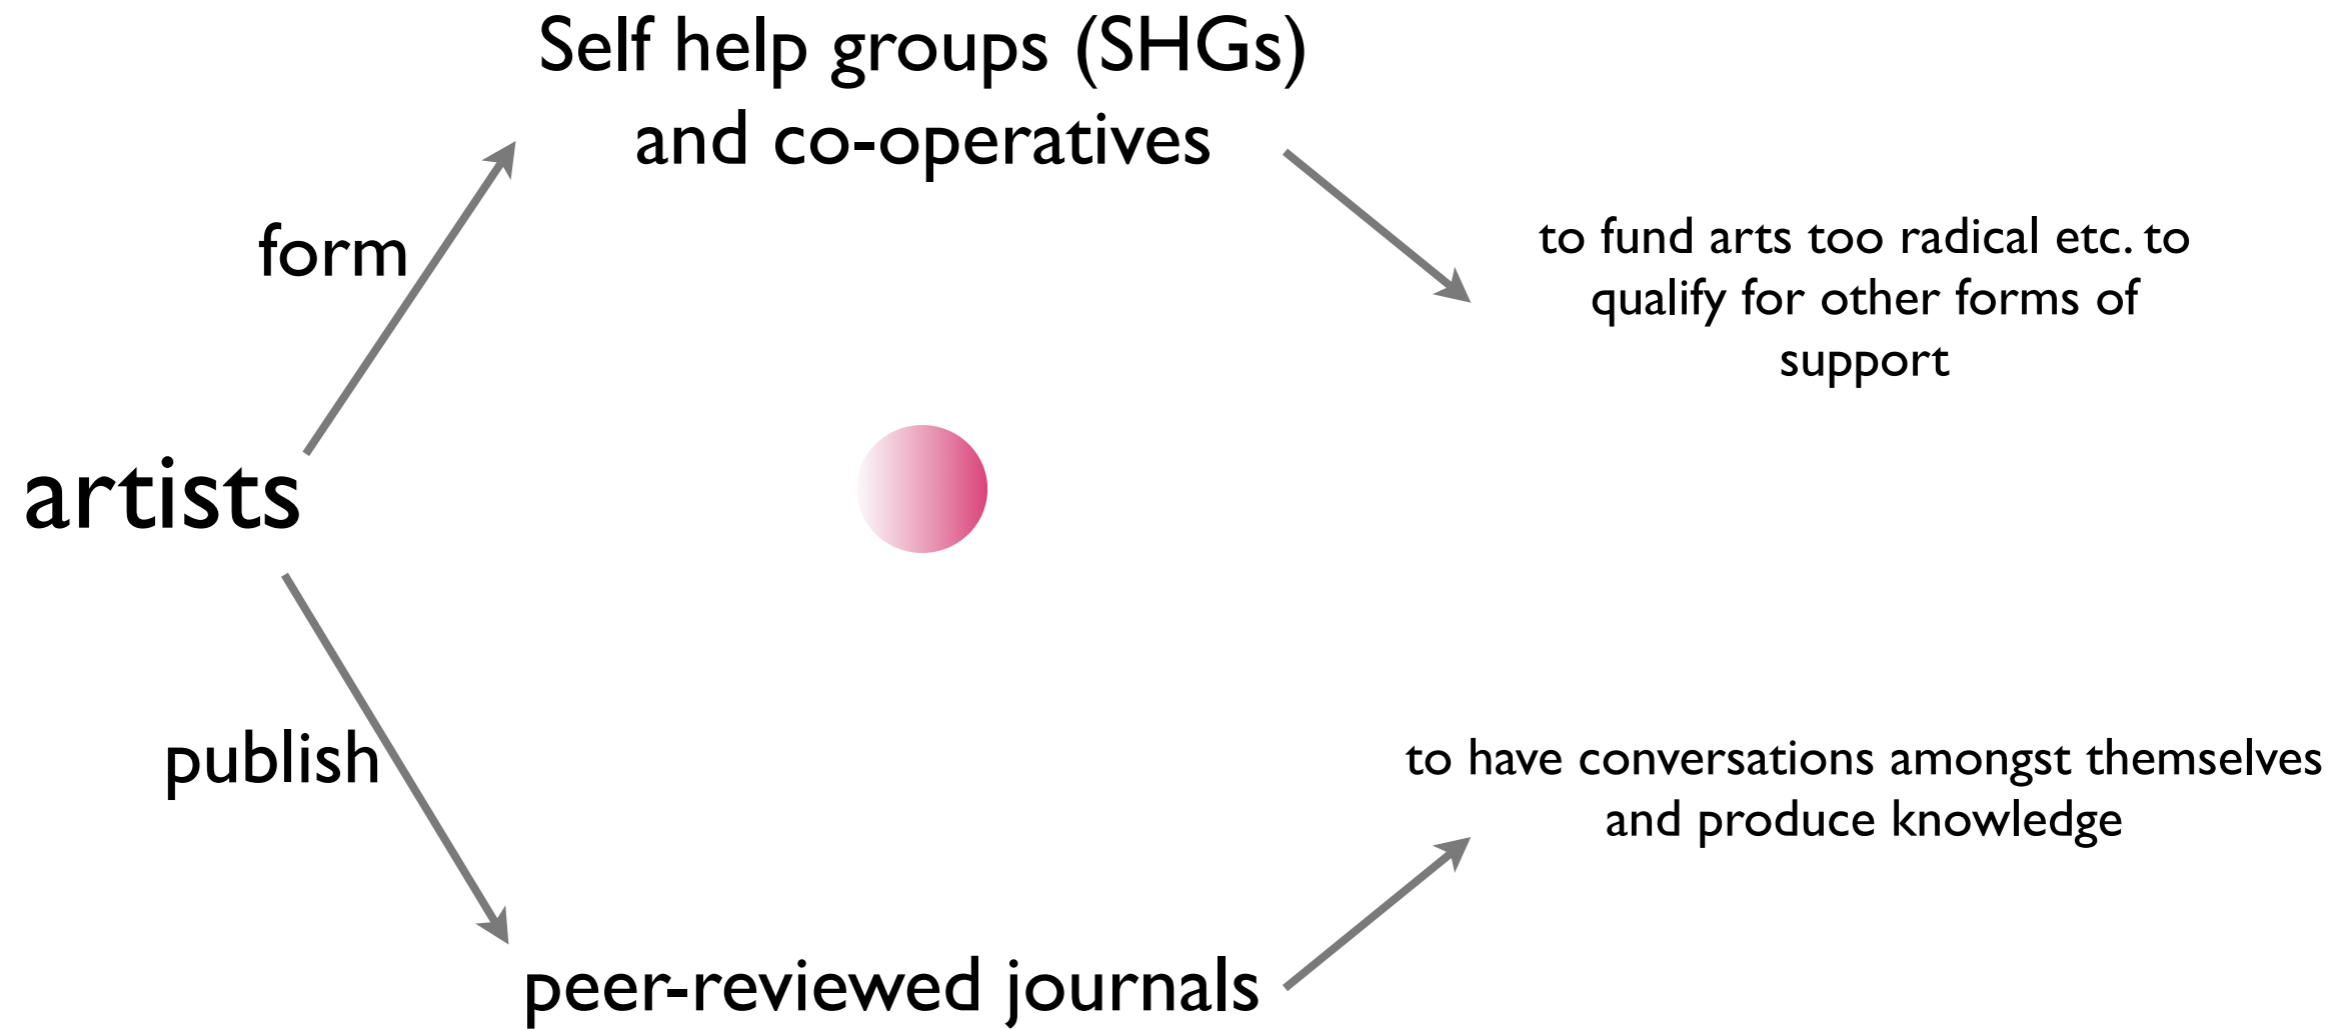 Self help groups (SHGs)
and co-operatives
form
to fund arts too radical etc. to
qualify for other forms of
support
artists
publish
to have conversations amongst themselves
and produce knowledge
peer-reviewed journals